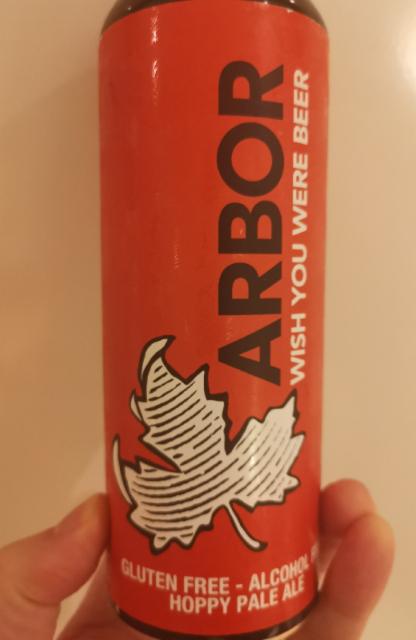 ARBOR
WISH YOU WERE BEER
GLUTEN FREE - ALCOHOL
HOPPY PALE ALE